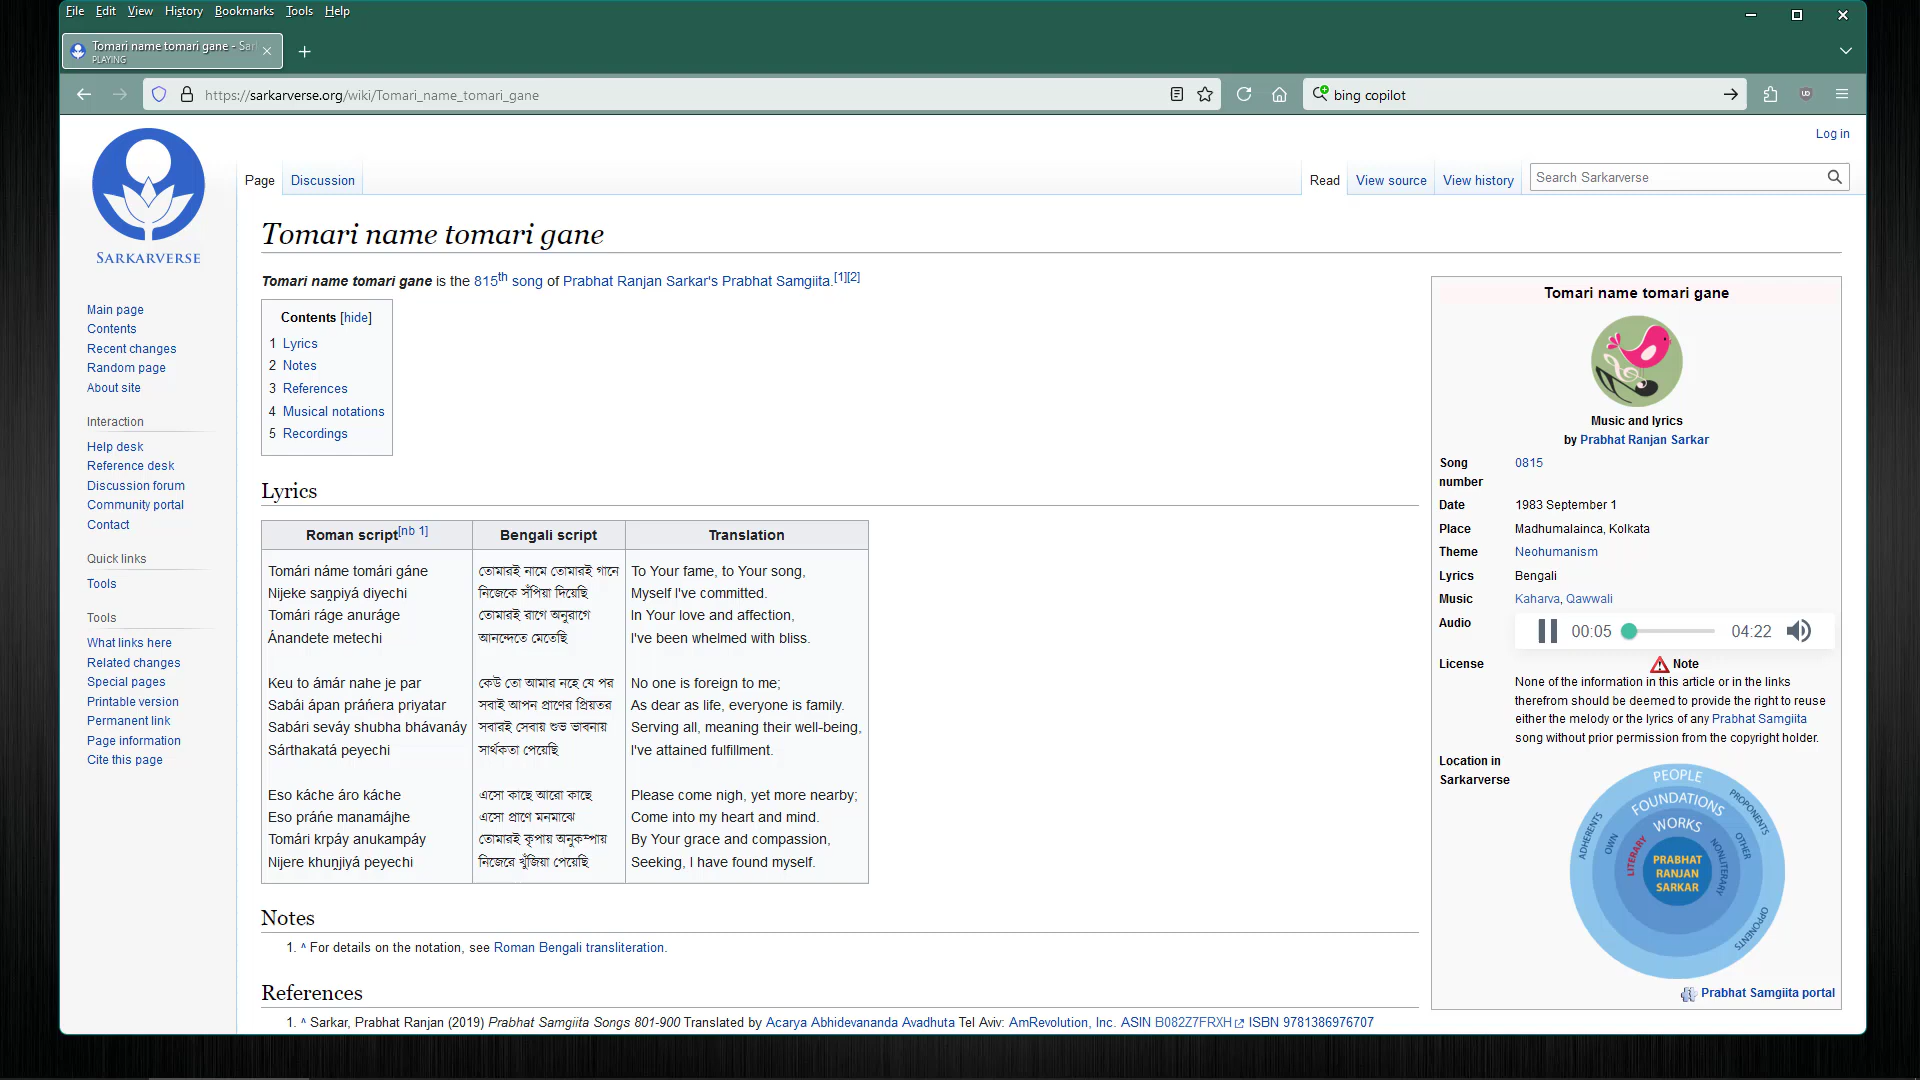 File Edit View History Bookmarks Tools Help
Tomari name tomari gane - Sar
PLAYING
https://sarkarverse.org/wiki/Tomari_name_tomari_gane
bing copilot
Log in
SARKARVERSE
Page Discussion
Read View source View history
Search Sarkarverse
Main page
Contents
Recent changes
Random page
About site
Interaction
Help desk
Reference desk
Discussion forum
Community portal
Contact
Quick links
Tools
Tools
What links here
Related changes
Special pages
Printable version
Permanent link
Page information
Cite this page
Tomari name tomari gane
Tomari name tomari gane is the 815th song of Prabhat Ranjan Sarkar's Prabhat Samgiita.[1][2]
Contents [hide]
1 Lyrics
2 Notes
3 References
4 Musical notations
5 Recordings
Lyrics
Roman script[nb 1] Bengali script Translation
Tomári náme tomári gáne
Nijeke saṋpiyá diyechi
Tomári ráge anuráge
Ánandete metechi
Keu to ámár nahe je par
Sabái ápan práńera priyatar
Sabári seváy shubha bhávanáy
Sárthakatá peyechi
Eso káche áro káche
Eso práńe manamájhe
Tomári krpáy anukampáy
Nijere khuṋjiyá peyechi
তোমারই নামে তোমারই গানে
নিজেকে সঁপিয়া দিয়েছি
তোমারই রাগে অনুরাগে
আনন্দেতে মেতেছি
কেউ তো আমার নহে যে পর
সবাই আপন প্রাণের প্রিয়তর
সবারই সেবায় শুভ ভাবনায়
সার্থকতা পেয়েছি
এসো কাছে আরো কাছে
এসো প্রাণে মনমাঝে
তোমারই কৃপায় অনুকম্পায়
নিজেরে খুঁজিয়া পেয়েছি
To Your fame, to Your song,
Myself I've committed.
In Your love and affection,
I've been whelmed with bliss.
No one is foreign to me;
As dear as life, everyone is family.
Serving all, meaning their well-being,
I've attained fulfillment.
Please come nigh, yet more nearby;
Come into my heart and mind.
By Your grace and compassion,
Seeking, I have found myself.
Notes
1. ^ For details on the notation, see Roman Bengali transliteration.
References
1. ^ Sarkar, Prabhat Ranjan (2019) Prabhat Samgiita Songs 801-900 Translated by Acarya Abhidevananda Avadhuta Tel Aviv: AmRevolution, Inc. ASIN B082Z7FRXH ISBN 9781386976707
Tomari name tomari gane
Music and lyrics
by Prabhat Ranjan Sarkar
Song number 0815
Date 1983 September 1
Place Madhumalainca, Kolkata
Theme Neohumanism
Lyrics Bengali
Music Kaharva, Qawwali
Audio 00:05 04:22
License Note
None of the information in this article or in the links
therefrom should be deemed to provide the right to reuse
either the melody or the lyrics of any Prabhat Samgiita
song without prior permission from the copyright holder.
Location in
Sarkarverse
PEOPLE
ADHERENTS
PROPONENTS
OPPONENTS
FOUNDATIONS
OWN
OTHER
WORKS
LITERARY
NONLITERARY
PRABHAT
RANJAN
SARKAR
Prabhat Samgiita portal